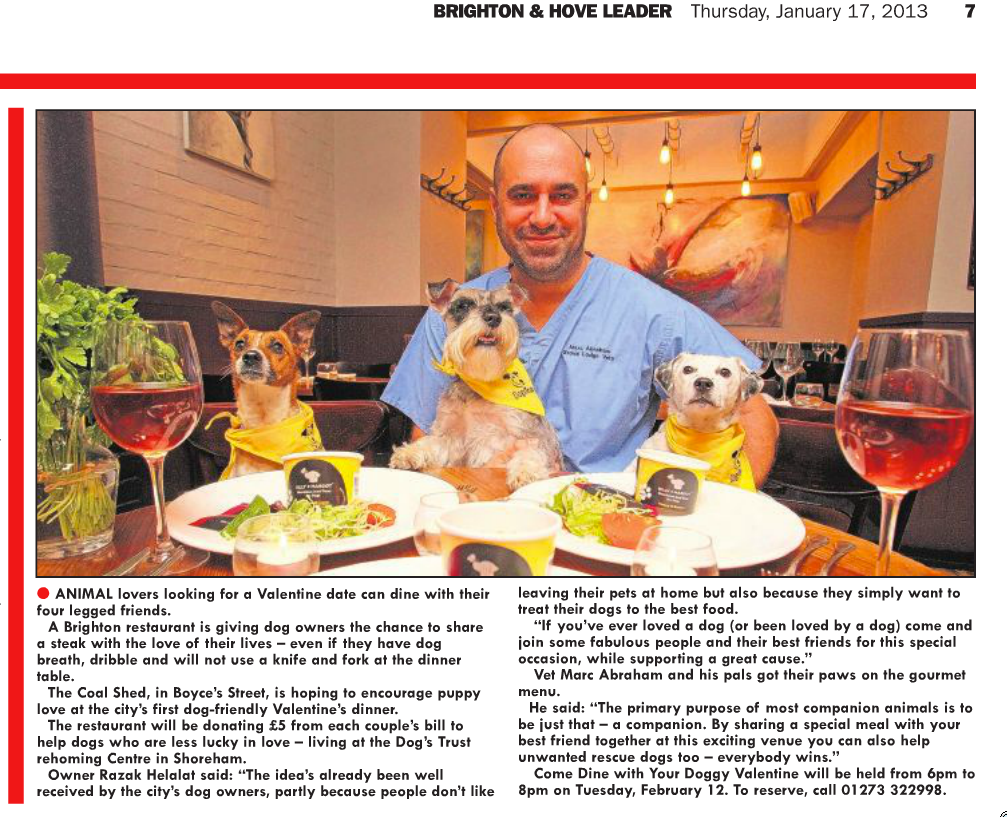 BRIGHTON & HOVE LEADER Thursday, January 17, 2013 7
Marc Abraham
● ANIMAL lovers looking for a Valentine date can dine with their
four legged friends.
A Brighton restaurant is giving dog owners the chance to share
a steak with the love of their lives – even if they have dog
breath, dribble and will not use a knife and fork at the dinner
table.
The Coal Shed, in Boyce's Street, is hoping to encourage puppy
love at the city's first dog-friendly Valentine's dinner.
The restaurant will be donating £5 from each couple's bill to
help dogs who are less lucky in love – living at the Dog's Trust
rehoming Centre in Shoreham.
Owner Razak Helalat said: "The idea's already been well
received by the city's dog owners, partly because people don't like
leaving their pets at home but also because they simply want to
treat their dogs to the best food.
"If you've ever loved a dog (or been loved by a dog) come and
join some fabulous people and their best friends for this special
occasion, while supporting a great cause."
Vet Marc Abraham and his pals got their paws on the gourmet
menu.
He said: "The primary purpose of most companion animals is to
be just that – a companion. By sharing a special meal with your
best friend together at this exciting venue you can also help
unwanted rescue dogs too – everybody wins."
Come Dine with Your Doggy Valentine will be held from 6pm to
8pm on Tuesday, February 12. To reserve, call 01273 322998.